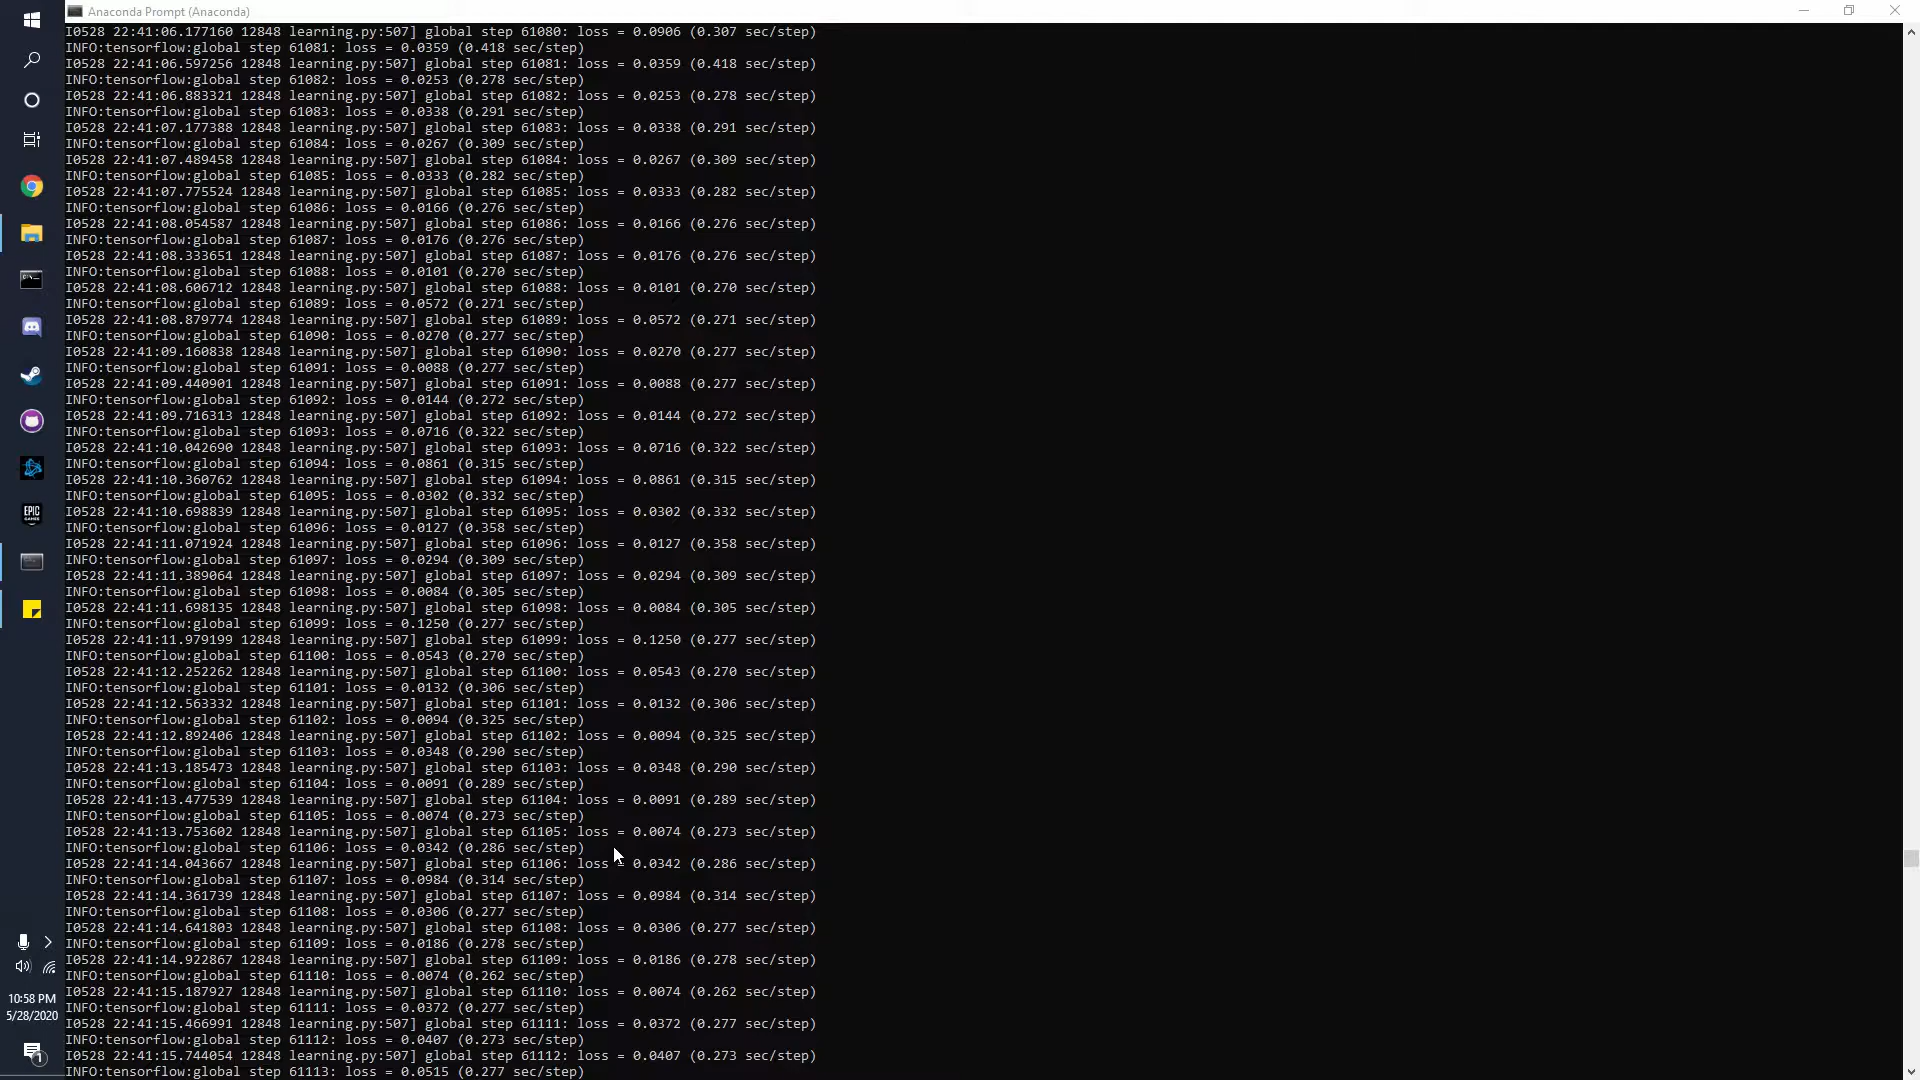 Anaconda Prompt (Anaconda)
I0528 22:41:06.177160 12848 learning.py:507] global step 61080: loss = 0.0906 (0.307 sec/step)
INFO:tensorflow:global step 61081: loss = 0.0359 (0.418 sec/step)
I0528 22:41:06.597256 12848 learning.py:507] global step 61081: loss = 0.0359 (0.418 sec/step)
INFO:tensorflow:global step 61082: loss = 0.0253 (0.278 sec/step)
I0528 22:41:06.883321 12848 learning.py:507] global step 61082: loss = 0.0253 (0.278 sec/step)
INFO:tensorflow:global step 61083: loss = 0.0338 (0.291 sec/step)
I0528 22:41:07.177388 12848 learning.py:507] global step 61083: loss = 0.0338 (0.291 sec/step)
INFO:tensorflow:global step 61084: loss = 0.0267 (0.309 sec/step)
I0528 22:41:07.489458 12848 learning.py:507] global step 61084: loss = 0.0267 (0.309 sec/step)
INFO:tensorflow:global step 61085: loss = 0.0333 (0.282 sec/step)
I0528 22:41:07.775524 12848 learning.py:507] global step 61085: loss = 0.0333 (0.282 sec/step)
INFO:tensorflow:global step 61086: loss = 0.0166 (0.276 sec/step)
I0528 22:41:08.054587 12848 learning.py:507] global step 61086: loss = 0.0166 (0.276 sec/step)
INFO:tensorflow:global step 61087: loss = 0.0176 (0.276 sec/step)
I0528 22:41:08.333651 12848 learning.py:507] global step 61087: loss = 0.0176 (0.276 sec/step)
INFO:tensorflow:global step 61088: loss = 0.0101 (0.270 sec/step)
I0528 22:41:08.606712 12848 learning.py:507] global step 61088: loss = 0.0101 (0.270 sec/step)
INFO:tensorflow:global step 61089: loss = 0.0572 (0.271 sec/step)
I0528 22:41:08.879774 12848 learning.py:507] global step 61089: loss = 0.0572 (0.271 sec/step)
INFO:tensorflow:global step 61090: loss = 0.0270 (0.277 sec/step)
I0528 22:41:09.160838 12848 learning.py:507] global step 61090: loss = 0.0270 (0.277 sec/step)
INFO:tensorflow:global step 61091: loss = 0.0088 (0.277 sec/step)
I0528 22:41:09.440901 12848 learning.py:507] global step 61091: loss = 0.0088 (0.277 sec/step)
INFO:tensorflow:global step 61092: loss = 0.0144 (0.272 sec/step)
I0528 22:41:09.716313 12848 learning.py:507] global step 61092: loss = 0.0144 (0.272 sec/step)
INFO:tensorflow:global step 61093: loss = 0.0716 (0.322 sec/step)
I0528 22:41:10.042690 12848 learning.py:507] global step 61093: loss = 0.0716 (0.322 sec/step)
INFO:tensorflow:global step 61094: loss = 0.0861 (0.315 sec/step)
I0528 22:41:10.360762 12848 learning.py:507] global step 61094: loss = 0.0861 (0.315 sec/step)
INFO:tensorflow:global step 61095: loss = 0.0302 (0.332 sec/step)
I0528 22:41:10.698839 12848 learning.py:507] global step 61095: loss = 0.0302 (0.332 sec/step)
INFO:tensorflow:global step 61096: loss = 0.0127 (0.358 sec/step)
I0528 22:41:11.071924 12848 learning.py:507] global step 61096: loss = 0.0127 (0.358 sec/step)
INFO:tensorflow:global step 61097: loss = 0.0294 (0.309 sec/step)
I0528 22:41:11.389064 12848 learning.py:507] global step 61097: loss = 0.0294 (0.309 sec/step)
INFO:tensorflow:global step 61098: loss = 0.0084 (0.305 sec/step)
I0528 22:41:11.698135 12848 learning.py:507] global step 61098: loss = 0.0084 (0.305 sec/step)
INFO:tensorflow:global step 61099: loss = 0.1250 (0.277 sec/step)
I0528 22:41:11.979199 12848 learning.py:507] global step 61099: loss = 0.1250 (0.277 sec/step)
INFO:tensorflow:global step 61100: loss = 0.0543 (0.270 sec/step)
I0528 22:41:12.252262 12848 learning.py:507] global step 61100: loss = 0.0543 (0.270 sec/step)
INFO:tensorflow:global step 61101: loss = 0.0132 (0.306 sec/step)
I0528 22:41:12.563332 12848 learning.py:507] global step 61101: loss = 0.0132 (0.306 sec/step)
INFO:tensorflow:global step 61102: loss = 0.0094 (0.325 sec/step)
I0528 22:41:12.892406 12848 learning.py:507] global step 61102: loss = 0.0094 (0.325 sec/step)
INFO:tensorflow:global step 61103: loss = 0.0348 (0.290 sec/step)
I0528 22:41:13.185473 12848 learning.py:507] global step 61103: loss = 0.0348 (0.290 sec/step)
INFO:tensorflow:global step 61104: loss = 0.0091 (0.289 sec/step)
I0528 22:41:13.477539 12848 learning.py:507] global step 61104: loss = 0.0091 (0.289 sec/step)
INFO:tensorflow:global step 61105: loss = 0.0074 (0.273 sec/step)
I0528 22:41:13.753602 12848 learning.py:507] global step 61105: loss = 0.0074 (0.273 sec/step)
INFO:tensorflow:global step 61106: loss = 0.0342 (0.286 sec/step)
I0528 22:41:14.043667 12848 learning.py:507] global step 61106: loss = 0.0342 (0.286 sec/step)
INFO:tensorflow:global step 61107: loss = 0.0984 (0.314 sec/step)
I0528 22:41:14.361739 12848 learning.py:507] global step 61107: loss = 0.0984 (0.314 sec/step)
INFO:tensorflow:global step 61108: loss = 0.0306 (0.277 sec/step)
I0528 22:41:14.641803 12848 learning.py:507] global step 61108: loss = 0.0306 (0.277 sec/step)
INFO:tensorflow:global step 61109: loss = 0.0186 (0.278 sec/step)
I0528 22:41:14.922867 12848 learning.py:507] global step 61109: loss = 0.0186 (0.278 sec/step)
INFO:tensorflow:global step 61110: loss = 0.0074 (0.262 sec/step)
I0528 22:41:15.187927 12848 learning.py:507] global step 61110: loss = 0.0074 (0.262 sec/step)
INFO:tensorflow:global step 61111: loss = 0.0372 (0.277 sec/step)
I0528 22:41:15.466991 12848 learning.py:507] global step 61111: loss = 0.0372 (0.277 sec/step)
INFO:tensorflow:global step 61112: loss = 0.0407 (0.273 sec/step)
I0528 22:41:15.744054 12848 learning.py:507] global step 61112: loss = 0.0407 (0.273 sec/step)
INFO:tensorflow:global step 61113: loss = 0.0515 (0.277 sec/step)
EPIC
GAMES
10:58 PM
5/28/2020
1